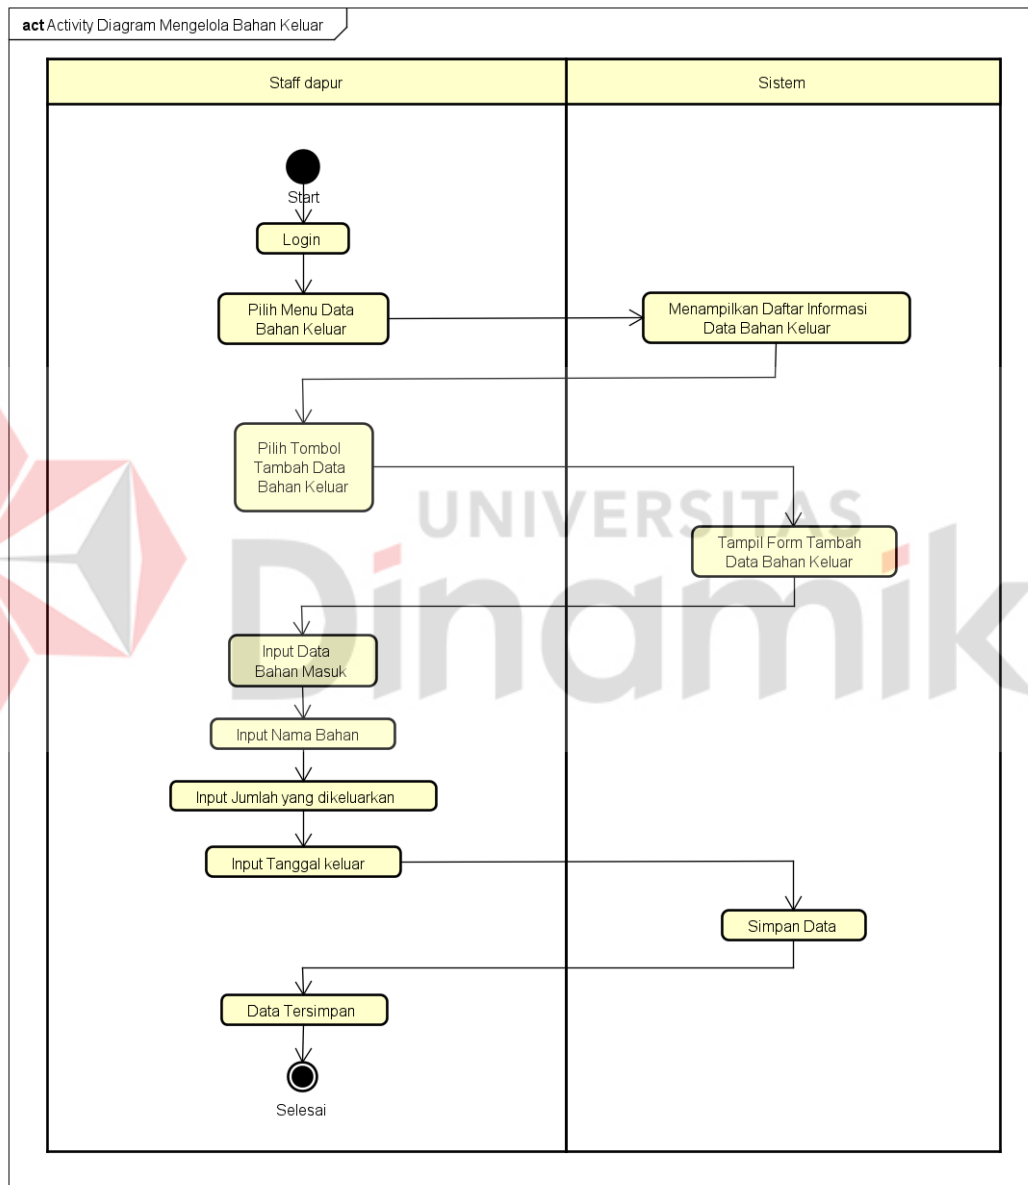 act Activity Diagram Mengelola Bahan Keluar
Staff dapur
Sistem
Start
Login
Pilih Menu Data
Bahan Keluar
Menampilkan Daftar Informasi
Data Bahan Keluar
Pilih Tombol
Tambah Data
Bahan Keluar
UNIVERSITAS
Dinamik
Tampil Form Tambah
Data Bahan Keluar
Input Data
Bahan Masuk
Input Nama Bahan
Input Jumlah yang dikeluarkan
Input Tanggal keluar
Simpan Data
Data Tersimpan
Selesai